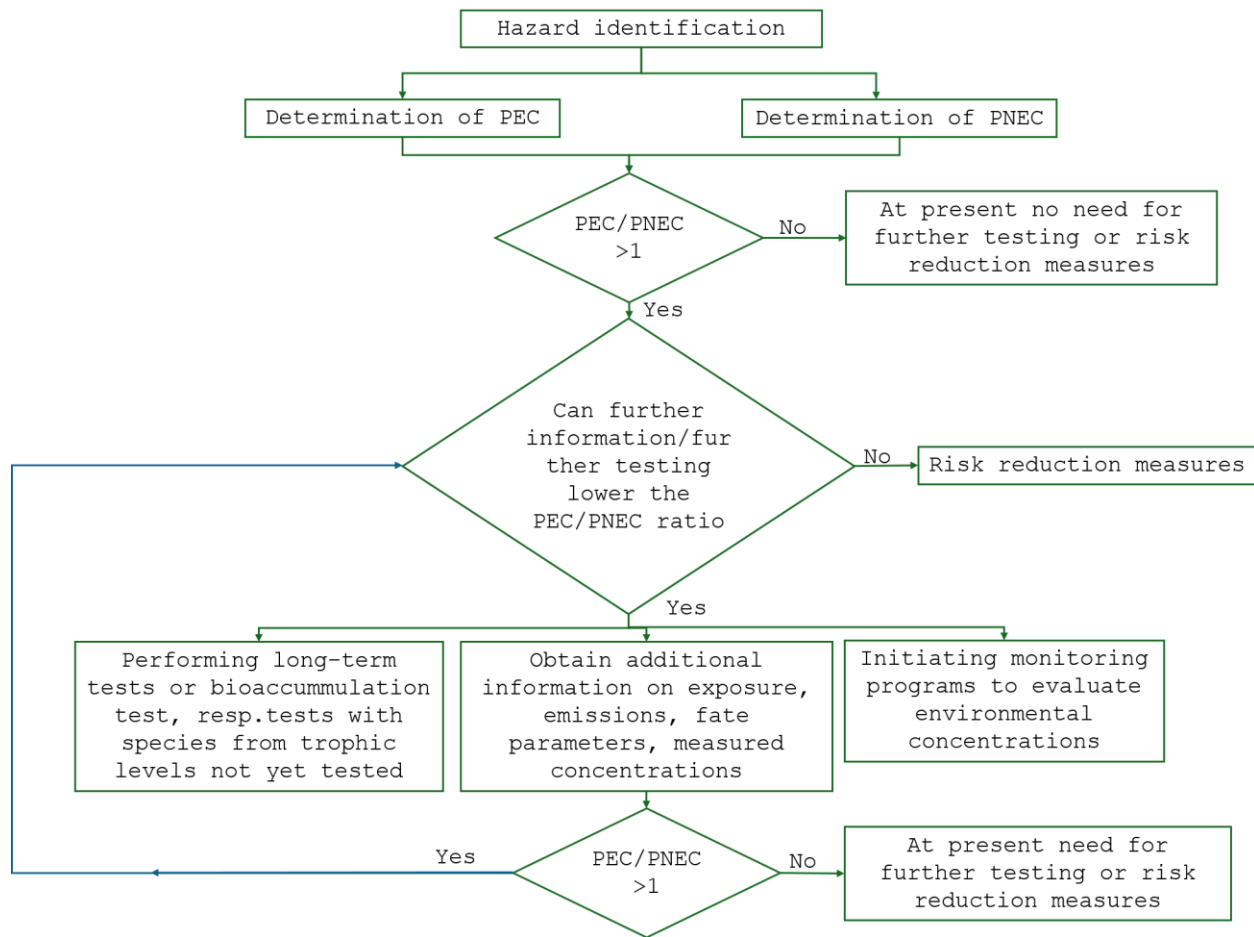 Hazard identification
Determination of PEC
Determination of PNEC
PEC/PNEC
>1
No
At present no need for
further testing or risk
reduction measures
Yes
Can further
information/fur
ther testing
lower the
PEC/PNEC ratio
No
Risk reduction measures
Yes
Performing long-term
tests or bioaccummulation
test, resp.tests with
species from trophic
levels not yet tested
Obtain additional
information on exposure,
emissions, fate
parameters, measured
concentrations
Initiating monitoring
programs to evaluate
environmental
concentrations
Yes
PEC/PNEC
>1
No
At present need for
further testing or risk
reduction measures